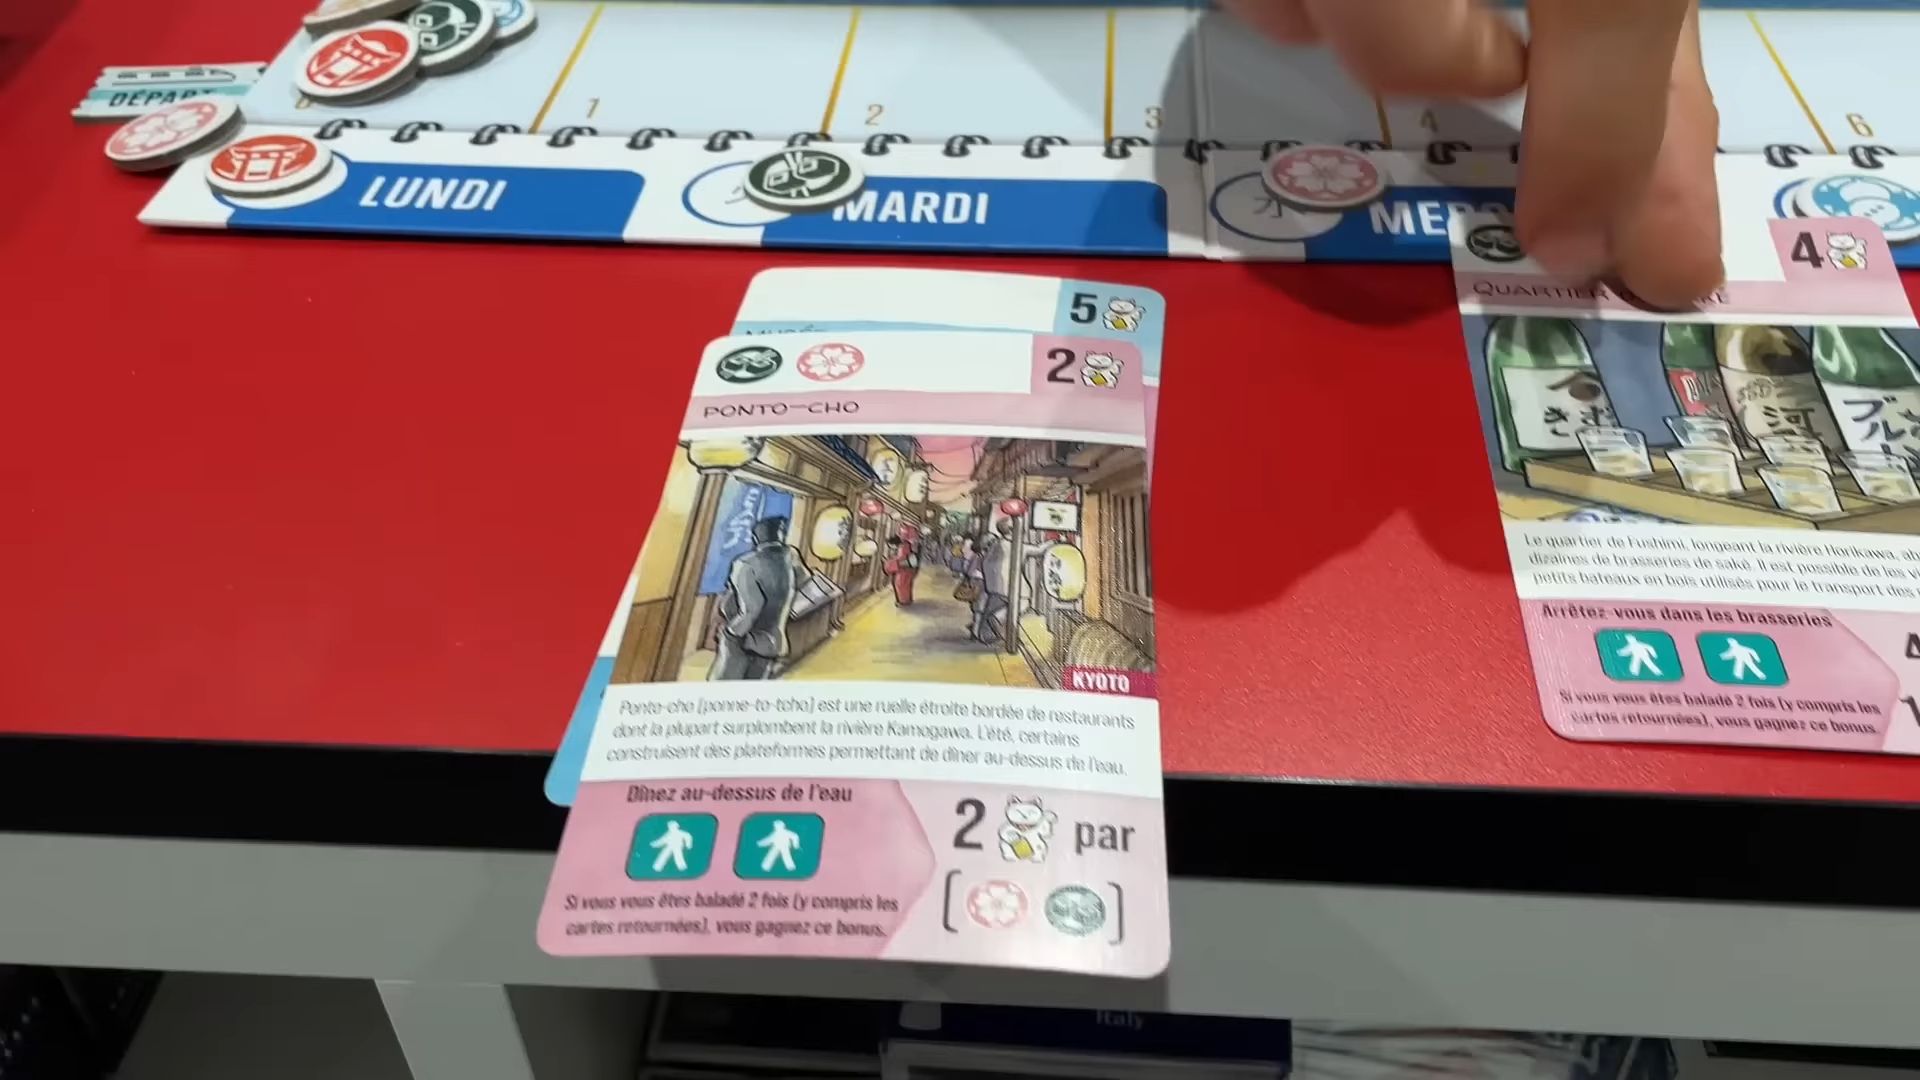 DÉPART
0
1
2
3
4
6
LUNDI
MARDI
5
2
PONTO-CHO
KYOTO
Ponto-cho (ponne-to-tcho) est une ruelle étroite bordée de restaurants
dont la plupart surplombent la rivière Kamogawa. L'été, certains
construisent des plateformes permettant de dîner au-dessus de l'eau.
Dînez au-dessus de l'eau
Si vous vous êtes baladé 2 fois (y compris les
cartes retournées), vous gagnez ce bonus.
2 par
[ ]
4
QUARTIER
河
ブル
Le quartier de Fushimi, longeant la rivière Horikawa,
dizaines de brasseries de saké. Il est possible de les
petits bateaux en bois utilisés pour le transport des
Arrêtez-vous dans les brasseries
Si vous vous êtes baladé 2 fois (y compris les
cartes retournées), vous gagnez ce bonus.
Italy